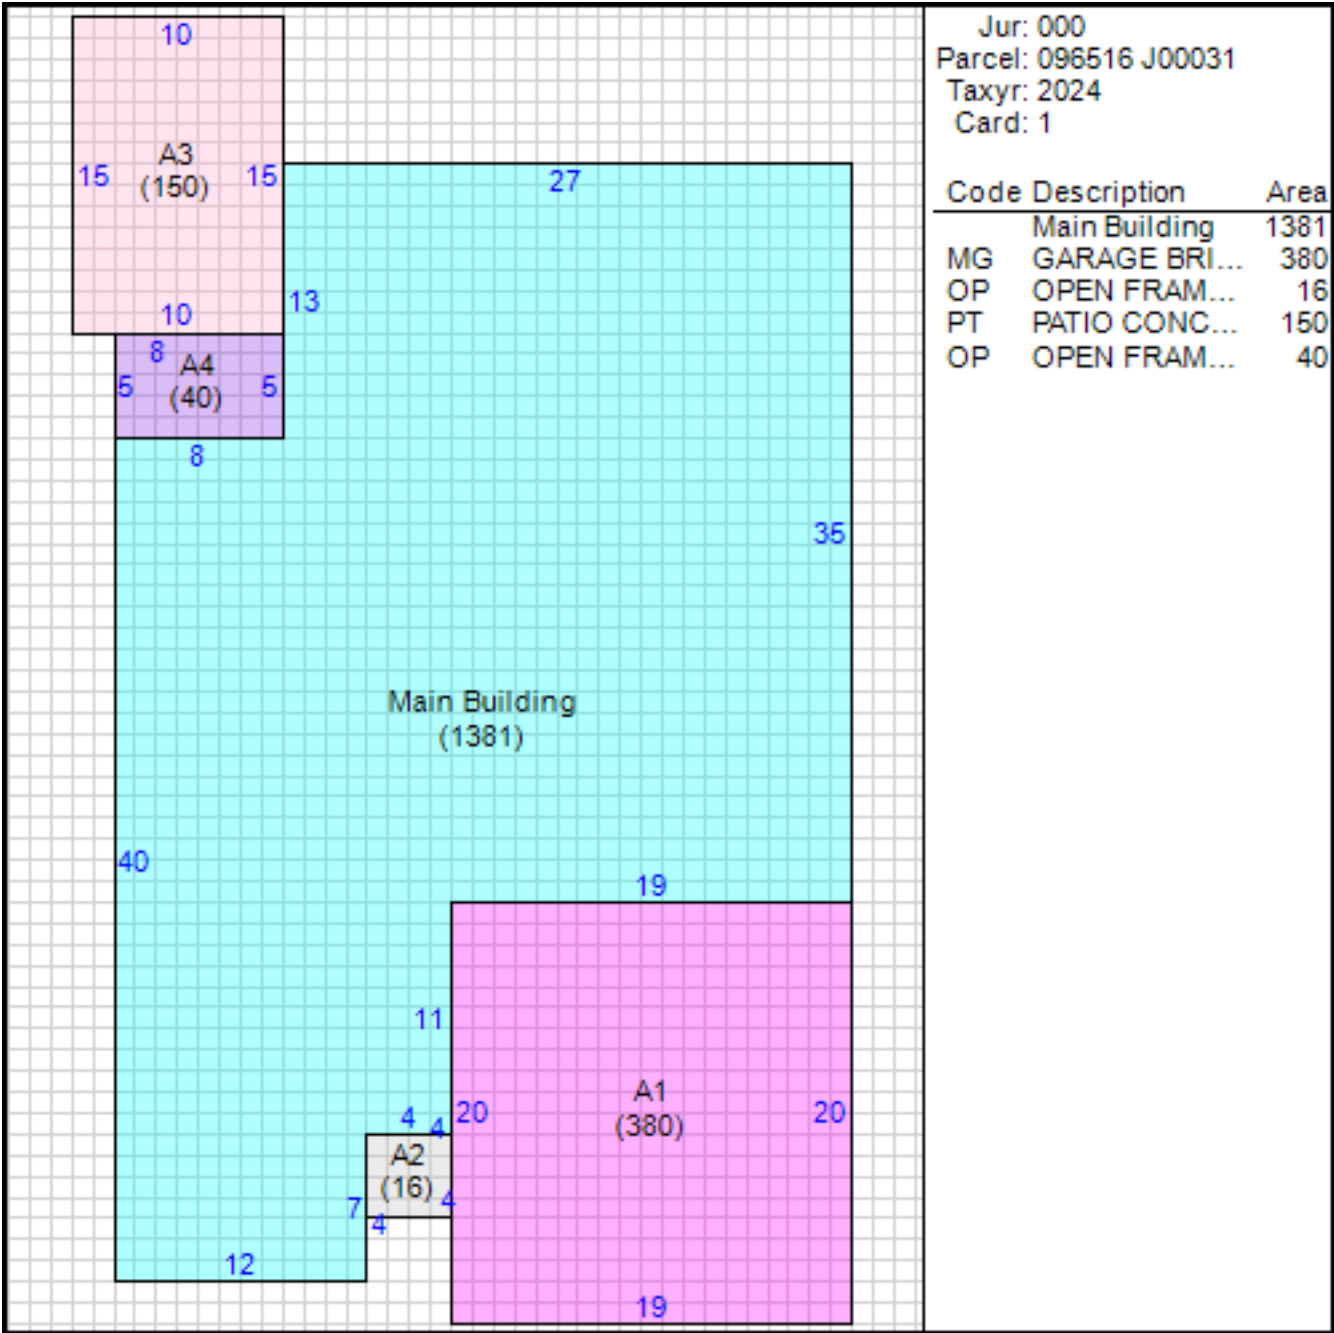 Jur: 000
Parcel: 096516 J00031
Taxyr: 2024
Card: 1
Code Description Area
Main Building 1381
MG GARAGE BRI... 380
OP OPEN FRAM... 16
PT PATIO CONC... 150
OP OPEN FRAM... 40
10
A3
15 (150) 15
27
13
10
8
A4
5 (40) 5
8
35
Main Building
(1381)
40
19
11
A1
4 4 20 (380) 20
A2
(16) 4
7
4
12
19